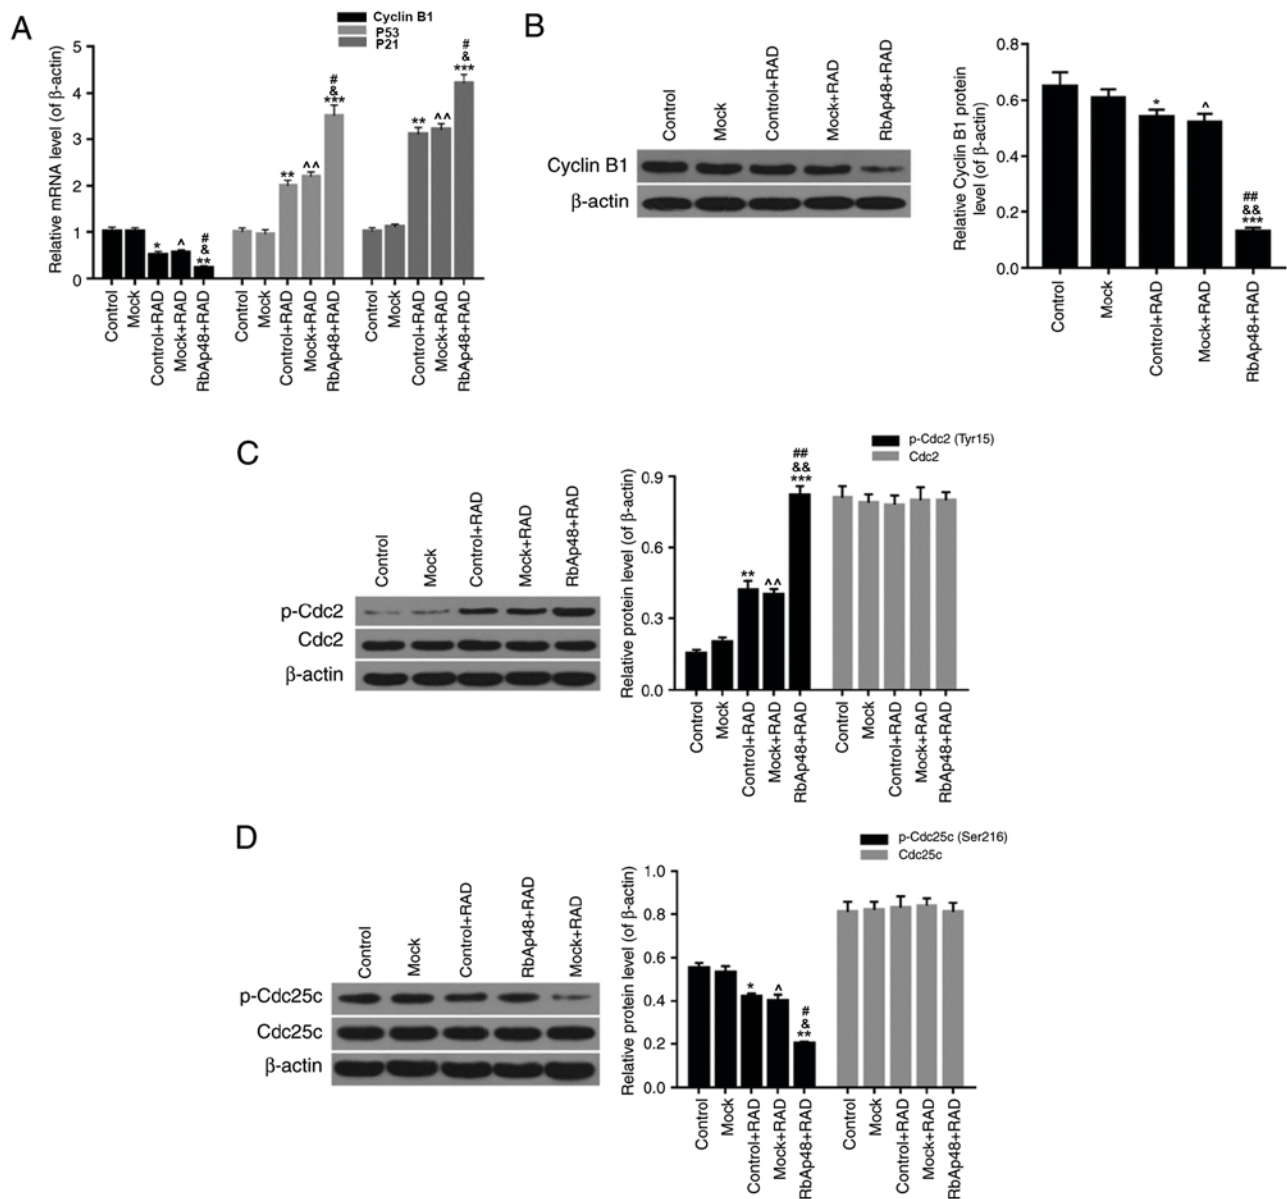 A
Cyclin B1
P53
P21
Relative mRNA level (of β-actin)
5
4
3
2
1
0
*
^
#
&
**
**
^^
#
&
***
**
^^
#
&
***
Control
Mock
Control+RAD
Mock+RAD
RbAp48+RAD
Control
Mock
Control+RAD
Mock+RAD
RbAp48+RAD
Control
Mock
Control+RAD
Mock+RAD
RbAp48+RAD
B
Control
Mock
Control+RAD
Mock+RAD
RbAp48+RAD
Cyclin B1
β-actin
Relative Cyclin B1 protein
level (of β-actin)
0.8
0.6
0.4
0.2
0.0
*
^
##
&&
***
Control
Mock
Control+RAD
Mock+RAD
RbAp48+RAD
C
Control
Mock
Control+RAD
Mock+RAD
RbAp48+RAD
p-Cdc2
Cdc2
β-actin
p-Cdc2 (Tyr15)
Cdc2
Relative protein level (of β-actin)
0.9
0.6
0.3
0.0
**
^^
##
&&
***
Control
Mock
Control+RAD
Mock+RAD
RbAp48+RAD
Control
Mock
Control+RAD
Mock+RAD
RbAp48+RAD
D
Control
Mock
Control+RAD
RbAp48+RAD
Mock+RAD
p-Cdc25c
Cdc25c
β-actin
p-Cdc25c (Ser216)
Cdc25c
Relative protein level (of β-actin)
1.0
0.8
0.6
0.4
0.2
0.0
*
^
#
&
**
Control
Mock
Control+RAD
Mock+RAD
RbAp48+RAD
Control
Mock
Control+RAD
Mock+RAD
RbAp48+RAD